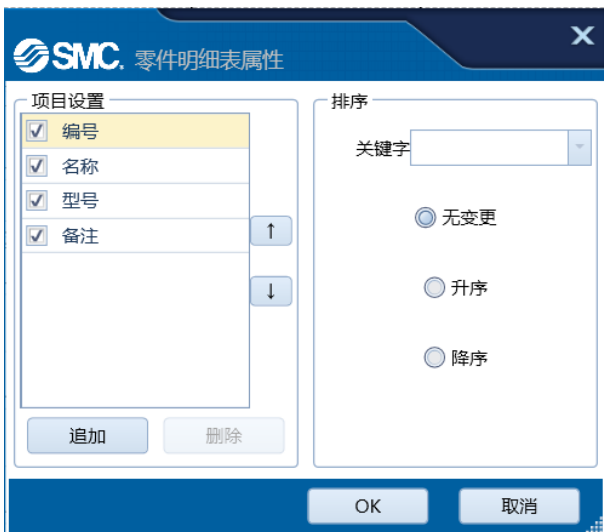 SMC. 零件明细表属性
项目设置
编号
名称
型号
备注
↑
↓
追加
删除
排序
关键字
无变更
升序
降序
OK
取消